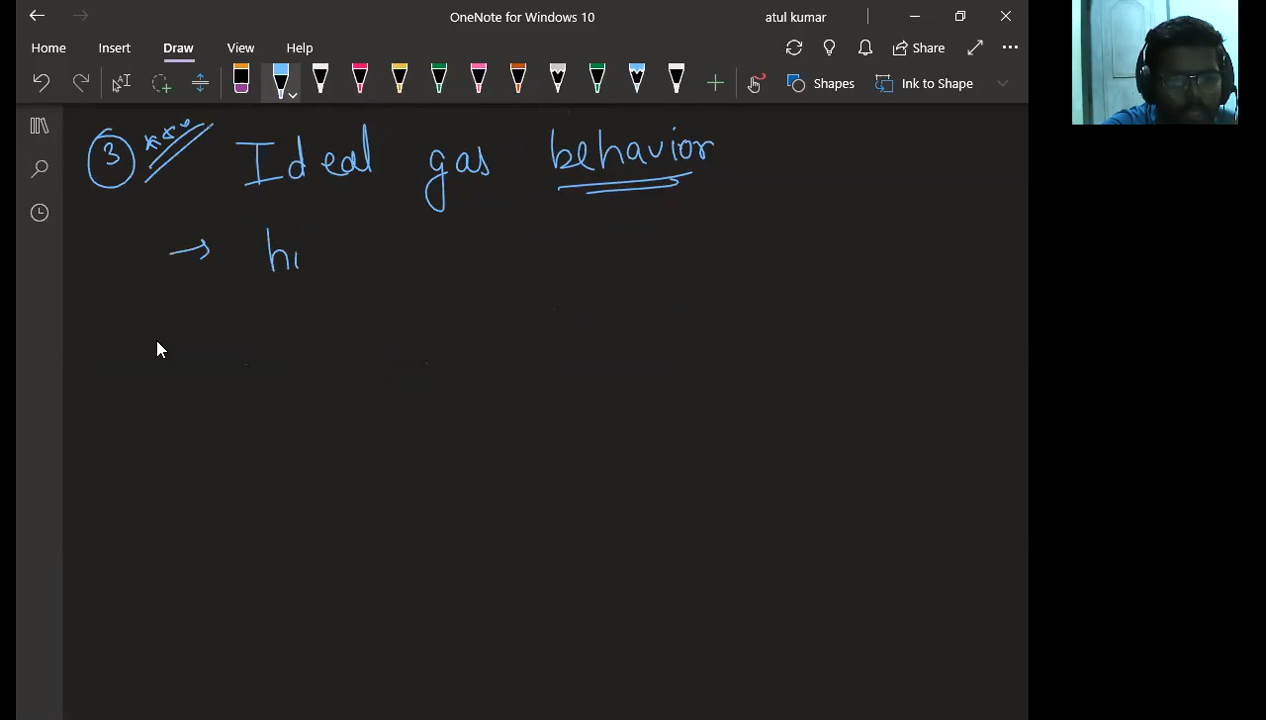 OneNote for Windows 10
atul kumar
Home Insert Draw View Help
Share
Shapes
Ink to Shape
3 *** Ideal gas behavior
→ hi